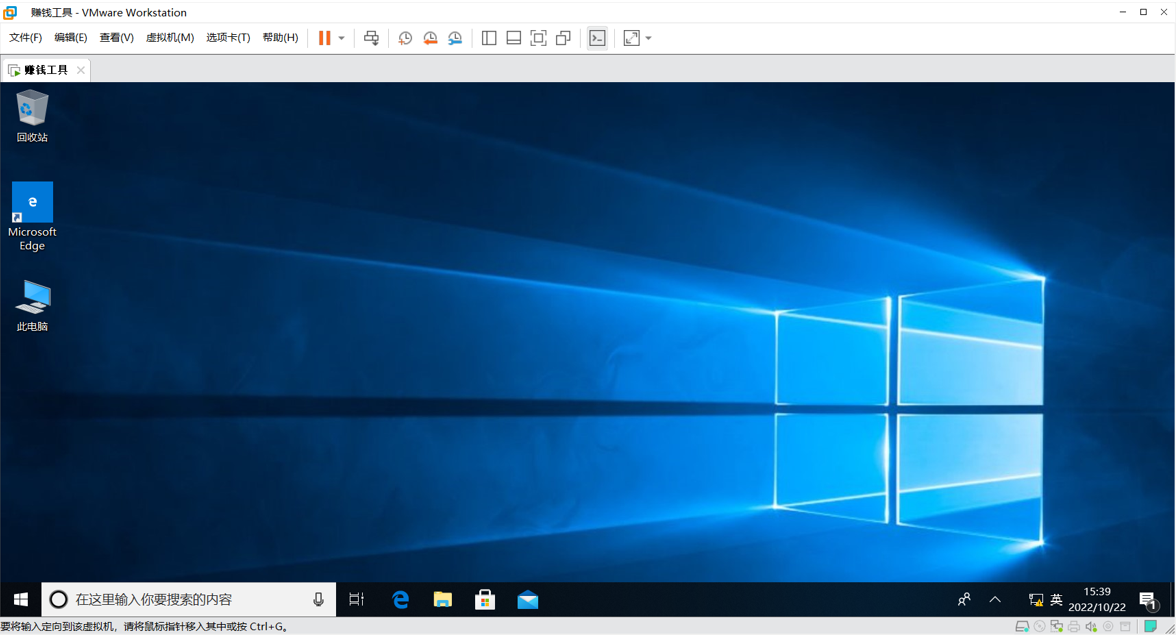 赚钱工具 - VMware Workstation
文件(F) 编辑(E) 查看(V) 虚拟机(M) 选项卡(T) 帮助(H)
赚钱工具
回收站
e
Microsoft
Edge
此电脑
在这里输入你要搜索的内容
英
15:39
2022/10/22
1
要将输入定向到该虚拟机，请将鼠标指针移入其中或按 Ctrl+G。